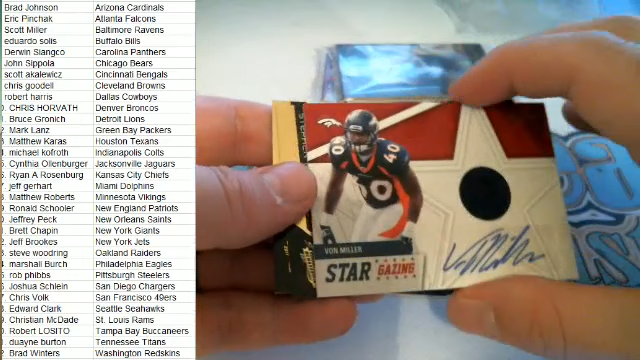 Brad Johnson Arizona Cardinals
Eric Pinchak Atlanta Falcons
Scott Miller Baltimore Ravens
eduardo solis Buffalo Bills
Derwin Siangco Carolina Panthers
John Sippola Chicago Bears
scott akalewicz Cincinnati Bengals
chris goodell Cleveland Browns
robert harris Dallas Cowboys
CHRIS HORVATH Denver Broncos
Bruce Gronich Detroit Lions
Mark Lanz Green Bay Packers
Matthew Karas Houston Texans
michael kofroth Indianapolis Colts
Cynthia Ollenburger Jacksonville Jaguars
Ryan A Rosenburg Kansas City Chiefs
jeff gerhart Miami Dolphins
Matthew Roberts Minnesota Vikings
Ronald Schooler New England Patriots
Jeffrey Peck New Orleans Saints
Brett Chapin New York Giants
Jeff Brookes New York Jets
steve woodring Oakland Raiders
marshall Burch Philadelphia Eagles
rob phibbs Pittsburgh Steelers
Joshua Schlein San Diego Chargers
Chris Volk San Francisco 49ers
Edward Clark Seattle Seahawks
Christian McDade St. Louis Rams
Robert LOSITO Tampa Bay Buccaneers
duayne burton Tennessee Titans
Brad Winters Washington Redskins
40
40
VON MILLER
STAR GAZING